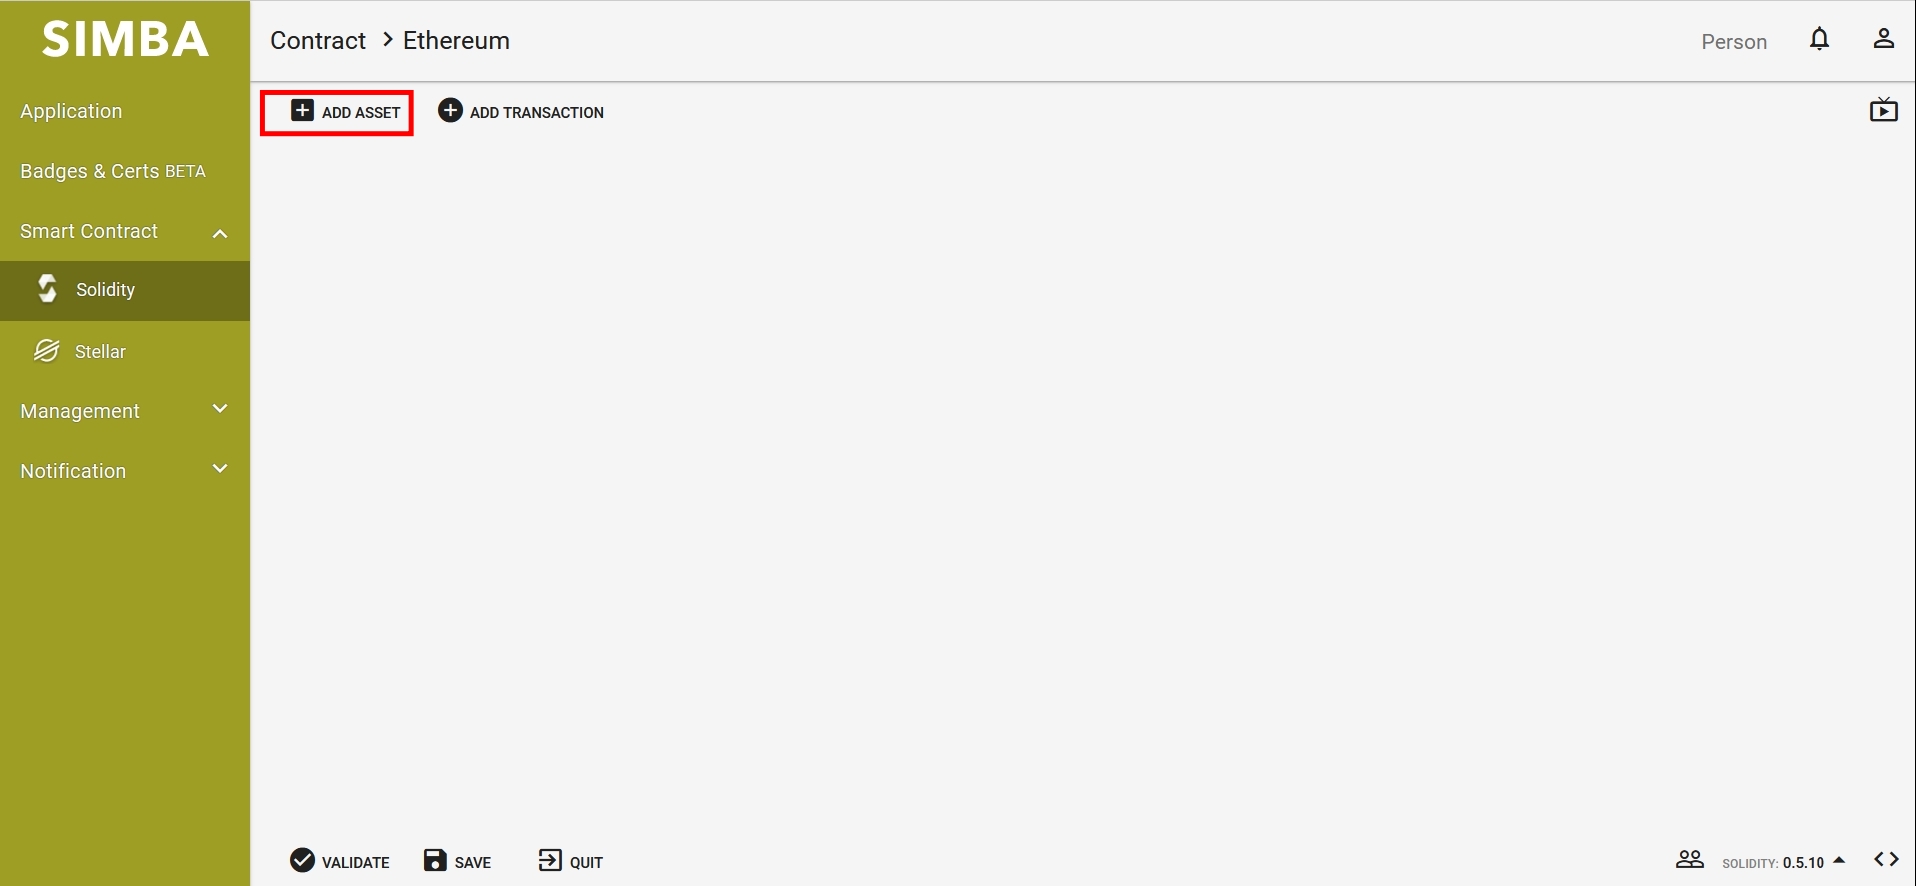 SIMBA
Contract > Ethereum
Person
Application
Badges & Certs BETA
Smart Contract
Solidity
Stellar
Management
Notification
ADD ASSET
ADD TRANSACTION
VALIDATE
SAVE
QUIT
SOLIDITY: 0.5.10